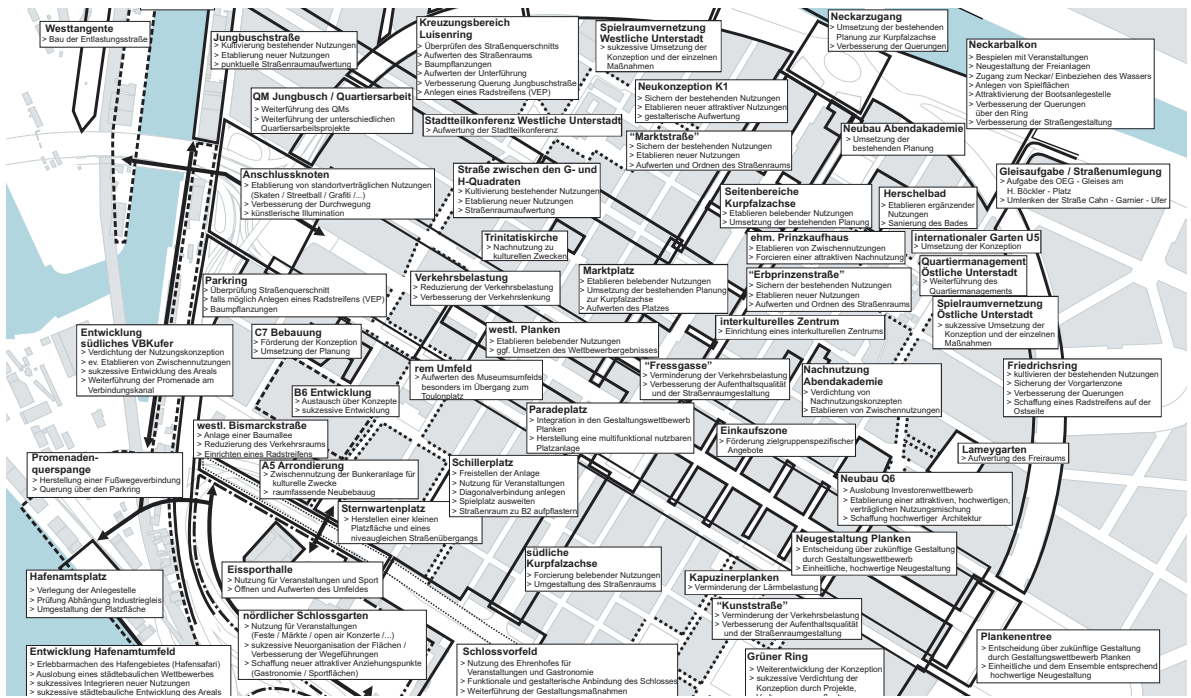 Westtangente
> Bau der Entlastungsstraße
Jungbuschstraße
> Kultivierung bestehender Nutzungen
> Etablierung neuer Nutzungen
> punktuelle Straßenraumaufwertung
Kreuzungsbereich
Luisenring
> Überprüfen des Straßenquerschnitts
> Aufwerten des Straßenraums
> Baumpflanzungen
> Aufwerten der Unterführung
> Verbesserung Querung Jungbuschstraße
> Anlegen eines Radstreifens (VEP)
Spielraumvernetzung
Westliche Unterstadt
> sukzessive Umsetzung der
Konzeption und der einzelnen
Maßnahmen
Neckarzugang
> Umsetzung der bestehenden
Planung zur Kurpfalzachse
> Verbesserung der Querungen
Neckarbalkon
> Bespielen mit Veranstaltungen
> Neugestaltung der Freianlagen
> Zugang zum Neckar/ Einbeziehen des Wassers
> Anlegen von Spielflächen
> Attraktivierung der Bootsanlegestelle
> Verbesserung der Querungen
über den Ring
> Verbesserung der Straßengestaltung
QM Jungbusch / Quartiersarbeit
> Weiterführung des QMs
> Weiterführung der unterschiedlichen
Quartiersarbeitsprojekte
Neukonzeption K1
> Sichern der bestehenden Nutzungen
> Etablieren neuer attraktiver Nutzungen
> gestalterische Aufwertung
Stadtteilkonferenz Westliche Unterstadt
> Aufwertung der Stadtteilkonferenz
"Marktstraße"
> Sichern der bestehenden Nutzungen
> Etablieren neuer Nutzungen
> Aufwerten und Ordnen des Straßenraums
Neubau Abendakademie
> Umsetzung der
bestehenden Planung
Anschlussknoten
> Etablierung von standortverträglichen Nutzungen
(Skaten / Streetball / Grafiti /...)
> Verbesserung der Durchwegung
> künstlerische Illumination
Straße zwischen den G- und
H-Quadraten
> Kultivierung bestehender Nutzungen
> Etablierung neuer Nutzungen
> Straßenraumaufwertung
Seitenbereiche
Kurpfalzachse
> Etablieren belebender Nutzungen
> Umsetzung der bestehenden Planung
Herschelbad
> Etablieren ergänzender
Nutzungen
> Sanierung des Bades
Gleisaufgabe / Straßenumlegung
> Aufgabe des OEG - Gleises am
H. Böckler - Platz
> Umlenken der Straße Cahn - Garnier - Ufer
Trinitatiskirche
> Nachnutzung zu
kulturellen Zwecken
ehm. Prinzkaufhaus
> Etablieren von Zwischennutzungen
> Forcieren einer attraktiven Nachnutzung
internationaler Garten U5
> Umsetzung der Konzeption
Quartiermanagement
Östliche Unterstadt
> Weiterführung des
Quartiermanagements
Parkring
> Überprüfung Straßenquerschnitt
> falls möglich Anlegen eines Radstreifens (VEP)
> Baumpflanzungen
Verkehrsbelastung
> Reduzierung der Verkehrsbelastung
> Verbesserung der Verkehrslenkung
Marktplatz
> Etablieren belebender Nutzungen
> Umsetzung der bestehenden Planung
zur Kurpfalzachse
> Aufwerten des Platzes
"Erbprinzenstraße"
> Sichern der bestehenden Nutzungen
> Etablieren neuer Nutzungen
> Aufwerten und Ordnen des Straßenraums
Spielraumvernetzung
Östliche Unterstadt
> sukzessive Umsetzung der
Konzeption und der einzelnen
Maßnahmen
Entwicklung
südliches VBKufer
> Verdichtung der Nutzungskonzeption
> ev. Etablieren von Zwischennutzungen
> sukzessive Entwicklung des Areals
> Weiterführung der Promenade am
Verbindungskanal
C7 Bebauung
> Förderung der Konzeption
> Umsetzung der Planung
westl. Planken
> Etablieren belebender Nutzungen
> ggf. Umsetzen des Wettbewerbergebnisses
interkulturelles Zentrum
> Einrichtung eines interkulturellen Zentrums
rem Umfeld
> Aufwerten des Museumsumfelds
besonders im Übergang zum
Toulonplatz
"Fressgasse"
> Verminderung der Verkehrsbelastung
> Verbesserung der Aufenthaltsqualität
und der Straßenraumgestaltung
Nachnutzung
Abendakademie
> Verdichtung von
Nachnutzungskonzepten
> Etablieren von Zwischennutzungen
Friedrichsring
> kultivieren der bestehenden Nutzungen
> Sicherung der Vorgartenzone
> Verbesserung der Querungen
> Schaffung eines Radstreifens auf der
Ostseite
B6 Entwicklung
> Austausch über Konzepte
> sukzessive Entwicklung
Paradeplatz
> Integration in den Gestaltungswettbewerb
Planken
> Herstellung eine multifunktional nutzbaren
Platzanlage
westl. Bismarckstraße
> Anlage einer Baumallee
> Reduzierung des Verkehrsraums
> Einrichten eines Radstreifens
Einkaufszone
> Förderung zielgruppenspezifischer
Angebote
Lameygarten
> Aufwertung des Freiraums
Promenaden-
querspange
> Herstellung einer Fußwegeverbindung
> Querung über den Parkring
A5 Arrondierung
> Zwischennutzung der Bunkeranlage für
kulturelle Zwecke
> raumfassende Neubebauug
Schillerplatz
> Freistellen der Anlage
> Nutzung für Veranstaltungen
> Diagonalverbindung anlegen
> Spielplatz ausweiten
> Straßenraum zu B2 aufpflastern
Neubau Q6
> Auslobung Investorenwettbewerb
> Etablierung einer attraktiven, hochwertigen,
verträglichen Nutzungsmischung
> Schaffung hochwertiger Architektur
Sternwartenplatz
> Herstellen einer kleinen
Platzfläche und eines
niveaugleichen Straßenübergangs
Neugestaltung Planken
> Entscheidung über zukünftige Gestaltung
durch Gestaltungswettbewerb
> Einheitliche, hochwertige Neugestaltung
südliche
Kurpfalzachse
> Forcierung belebender Nutzungen
> Umgestaltung des Straßenraums
Eissporthalle
> Nutzung für Veranstaltungen und Sport
> Öffnen und Aufwerten des Umfeldes
Kapuzinerplanken
> Verminderung der Lärmbelastung
Hafenamtsplatz
> Verlegung der Anlegestelle
> Prüfung Abhängung Industriegleis
> Umgestaltung der Platzfläche
"Kunststraße"
> Verminderung der Verkehrsbelastung
> Verbesserung der Aufenthaltsqualität
und der Straßenraumgestaltung
nördlicher Schlossgarten
> Nutzung für Veranstaltungen
(Feste / Märkte / open air Konzerte /...)
> sukzessive Neuorganisation der Flächen /
Verbesserung der Wegeführungen
> Schaffung neuer attraktiver Anziehungspunkte
(Gastronomie / Sportflächen)
Plankenentree
> Entscheidung über zukünftige Gestaltung
durch Gestaltungswettbewerb Planken
> Einheitliche und dem Ensemble entsprechend
hochwertige Neugestaltung
Entwicklung Hafenamtumfeld
> Erlebbarmachen des Hafengebietes (Hafensafari)
> Auslobung eines städtebaulichen Wettbewerbes
> sukzessives Integrieren neuer Nutzungen
> sukzessive städtebauliche Entwicklung des Areals
Schlossvorfeld
> Nutzung des Ehrenhofes für
Veranstaltungen und Gastronomie
> Funktionale und gestalterische Anbindung des Schlosses
> Weiterführung der Gestaltungsmaßnahmen
Grüner Ring
> Weiterentwicklung der Konzeption
> sukzessive Verdichtung der
Konzeption durch Projekte,